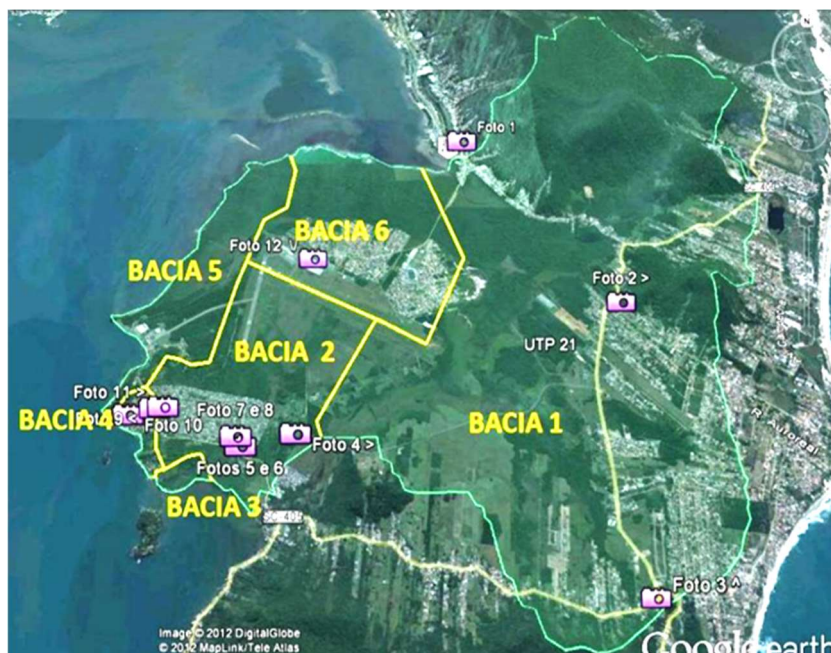 Foto 1
BACIA 6
Foto 12 V
BACIA 5
Foto 2 >
BACIA 2
UTP 21
Foto 11 >
BACIA 4
Foto 10
Foto 7 e 8
Foto 4 >
BACIA 1
Fotos 5 e 6
BACIA 3
SC 405
Foto 3 ^
Image © 2012 DigitalGlobe
© 2012 MapLink/Tele Atlas
Google earth